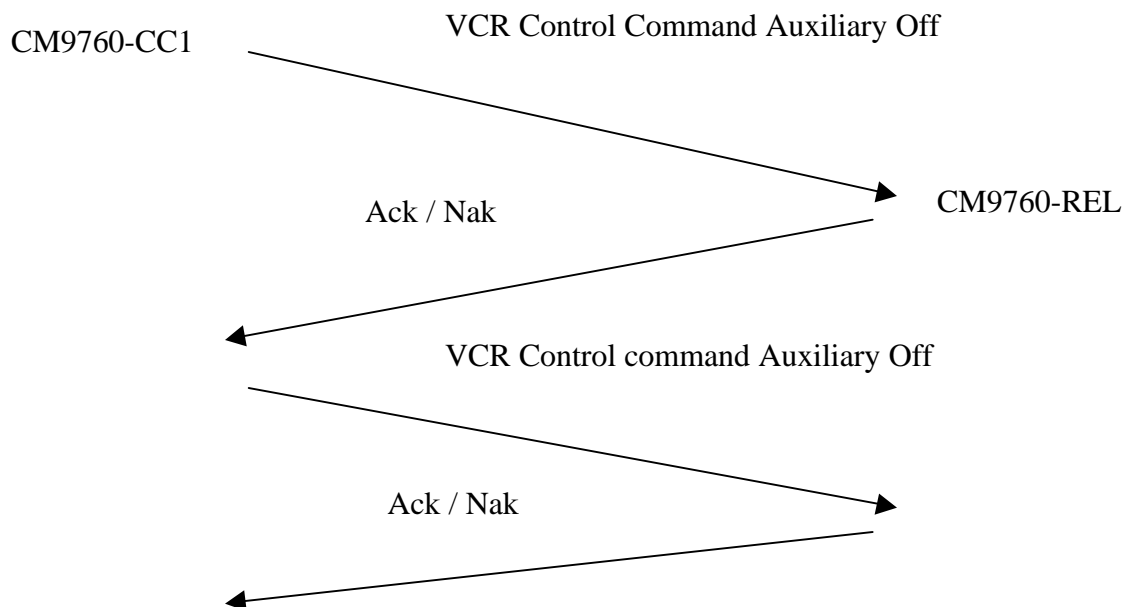 VCR Control Command Auxiliary Off
CM9760-CC1
CM9760-REL
Ack / Nak
VCR Control command Auxiliary Off
Ack / Nak